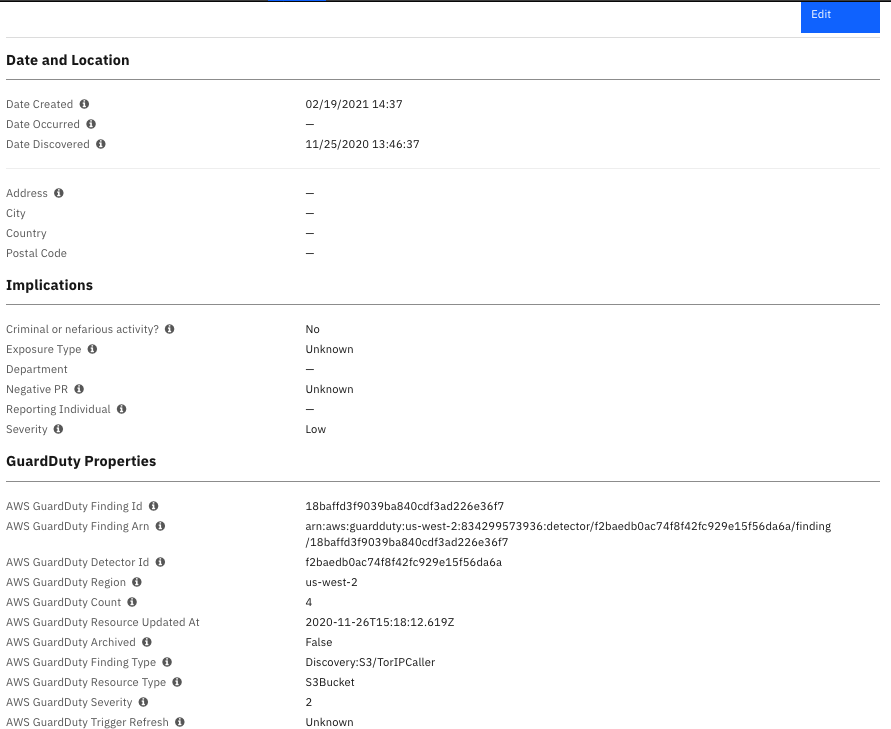 Edit
Date and Location
Date Created 02/19/2021 14:37
Date Occurred —
Date Discovered 11/25/2020 13:46:37
Address —
City —
Country —
Postal Code —
Implications
Criminal or nefarious activity? No
Exposure Type Unknown
Department —
Negative PR Unknown
Reporting Individual —
Severity Low
GuardDuty Properties
AWS GuardDuty Finding Id 18baffd3f9039ba840cdf3ad226e36f7
AWS GuardDuty Finding Arn arn:aws:guardduty:us-west-2:834299573936:detector/f2baedb0ac74f8f42fc929e15f56da6a/finding
/18baffd3f9039ba840cdf3ad226e36f7
AWS GuardDuty Detector Id f2baedb0ac74f8f42fc929e15f56da6a
AWS GuardDuty Region us-west-2
AWS GuardDuty Count 4
AWS GuardDuty Resource Updated At 2020-11-26T15:18:12.619Z
AWS GuardDuty Archived False
AWS GuardDuty Finding Type Discovery:S3/TorIPCaller
AWS GuardDuty Resource Type S3Bucket
AWS GuardDuty Severity 2
AWS GuardDuty Trigger Refresh Unknown